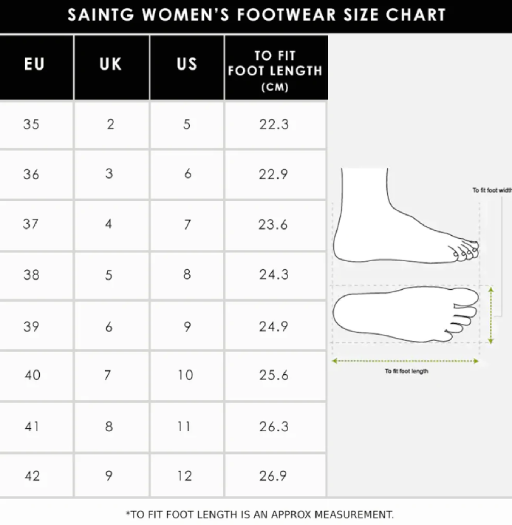 SAINTG WOMEN'S FOOTWEAR SIZE CHART
EU UK US TO FIT
FOOT LENGTH
(CM)
35 2 5 22.3
36 3 6 22.9
37 4 7 23.6
38 5 8 24.3
39 6 9 24.9
40 7 10 25.6
41 8 11 26.3
42 9 12 26.9
To fit foot width
To fit foot length
*TO FIT FOOT LENGTH IS AN APPROX MEASUREMENT.